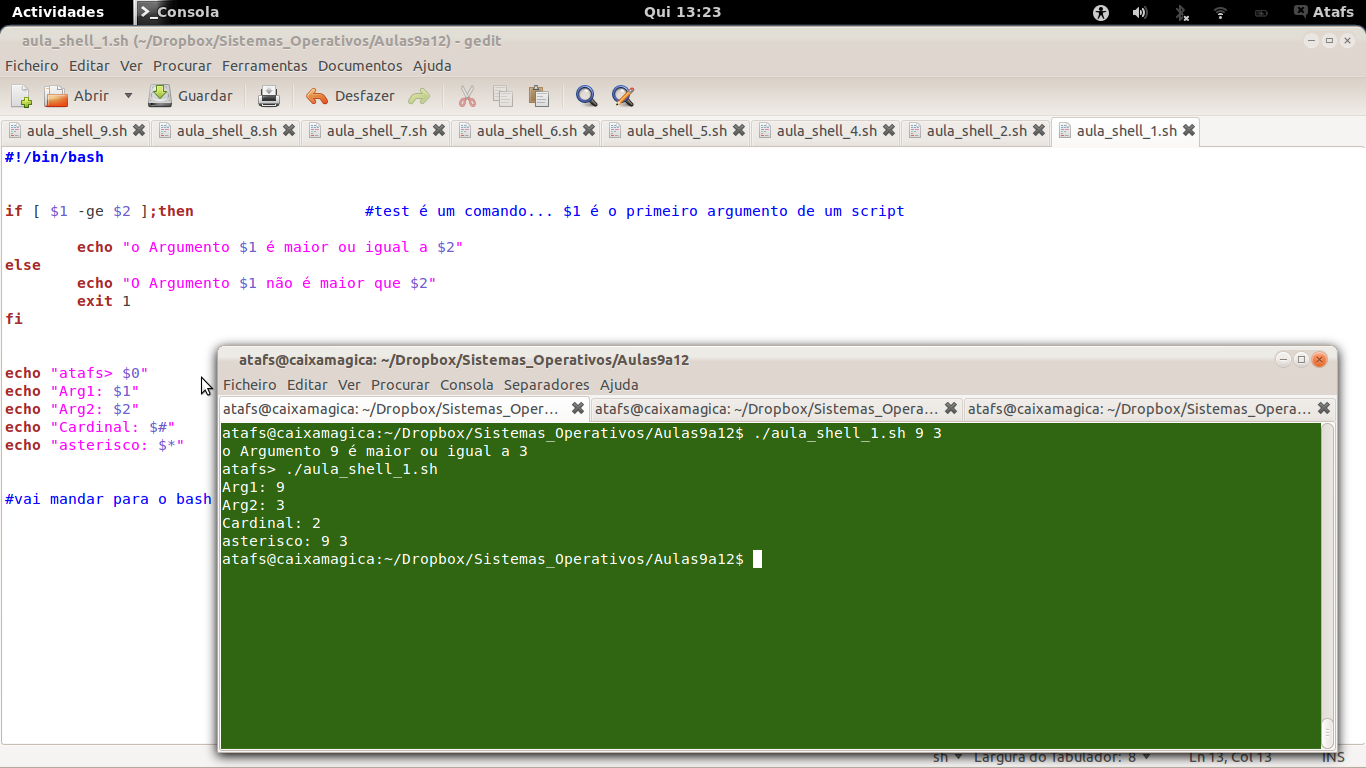 Actividades
>_Consola
Qui 13:23
Atafs
aula_shell_1.sh (~/Dropbox/Sistemas_Operativos/Aulas9a12) - gedit
Ficheiro Editar Ver Procurar Ferramentas Documentos Ajuda
Abrir Guardar Desfazer
aula_shell_9.sh aula_shell_8.sh aula_shell_7.sh aula_shell_6.sh aula_shell_5.sh aula_shell_4.sh aula_shell_2.sh aula_shell_1.sh
#!/bin/bash
if [ $1 -ge $2 ];then #test é um comando... $1 é o primeiro argumento de um script
echo "o Argumento $1 é maior ou igual a $2"
else
echo "O Argumento $1 não é maior que $2"
exit 1
fi
echo "atafs> $0"
echo "Arg1: $1"
echo "Arg2: $2"
echo "Cardinal: $#"
echo "asterisco: $*"
#vai mandar para o bash
atafs@caixamagica: ~/Dropbox/Sistemas_Operativos/Aulas9a12
Ficheiro Editar Ver Procurar Consola Separadores Ajuda
atafs@caixamagica: ~/Dropbox/Sistemas_Oper... atafs@caixamagica: ~/Dropbox/Sistemas_Opera... atafs@caixamagica: ~/Dropbox/Sistemas_Opera...
atafs@caixamagica:~/Dropbox/Sistemas_Operativos/Aulas9a12$ ./aula_shell_1.sh 9 3
o Argumento 9 é maior ou igual a 3
atafs> ./aula_shell_1.sh
Arg1: 9
Arg2: 3
Cardinal: 2
asterisco: 9 3
atafs@caixamagica:~/Dropbox/Sistemas_Operativos/Aulas9a12$
sh Largura do Tabulador: 8 Ln 13, Col 13 INS